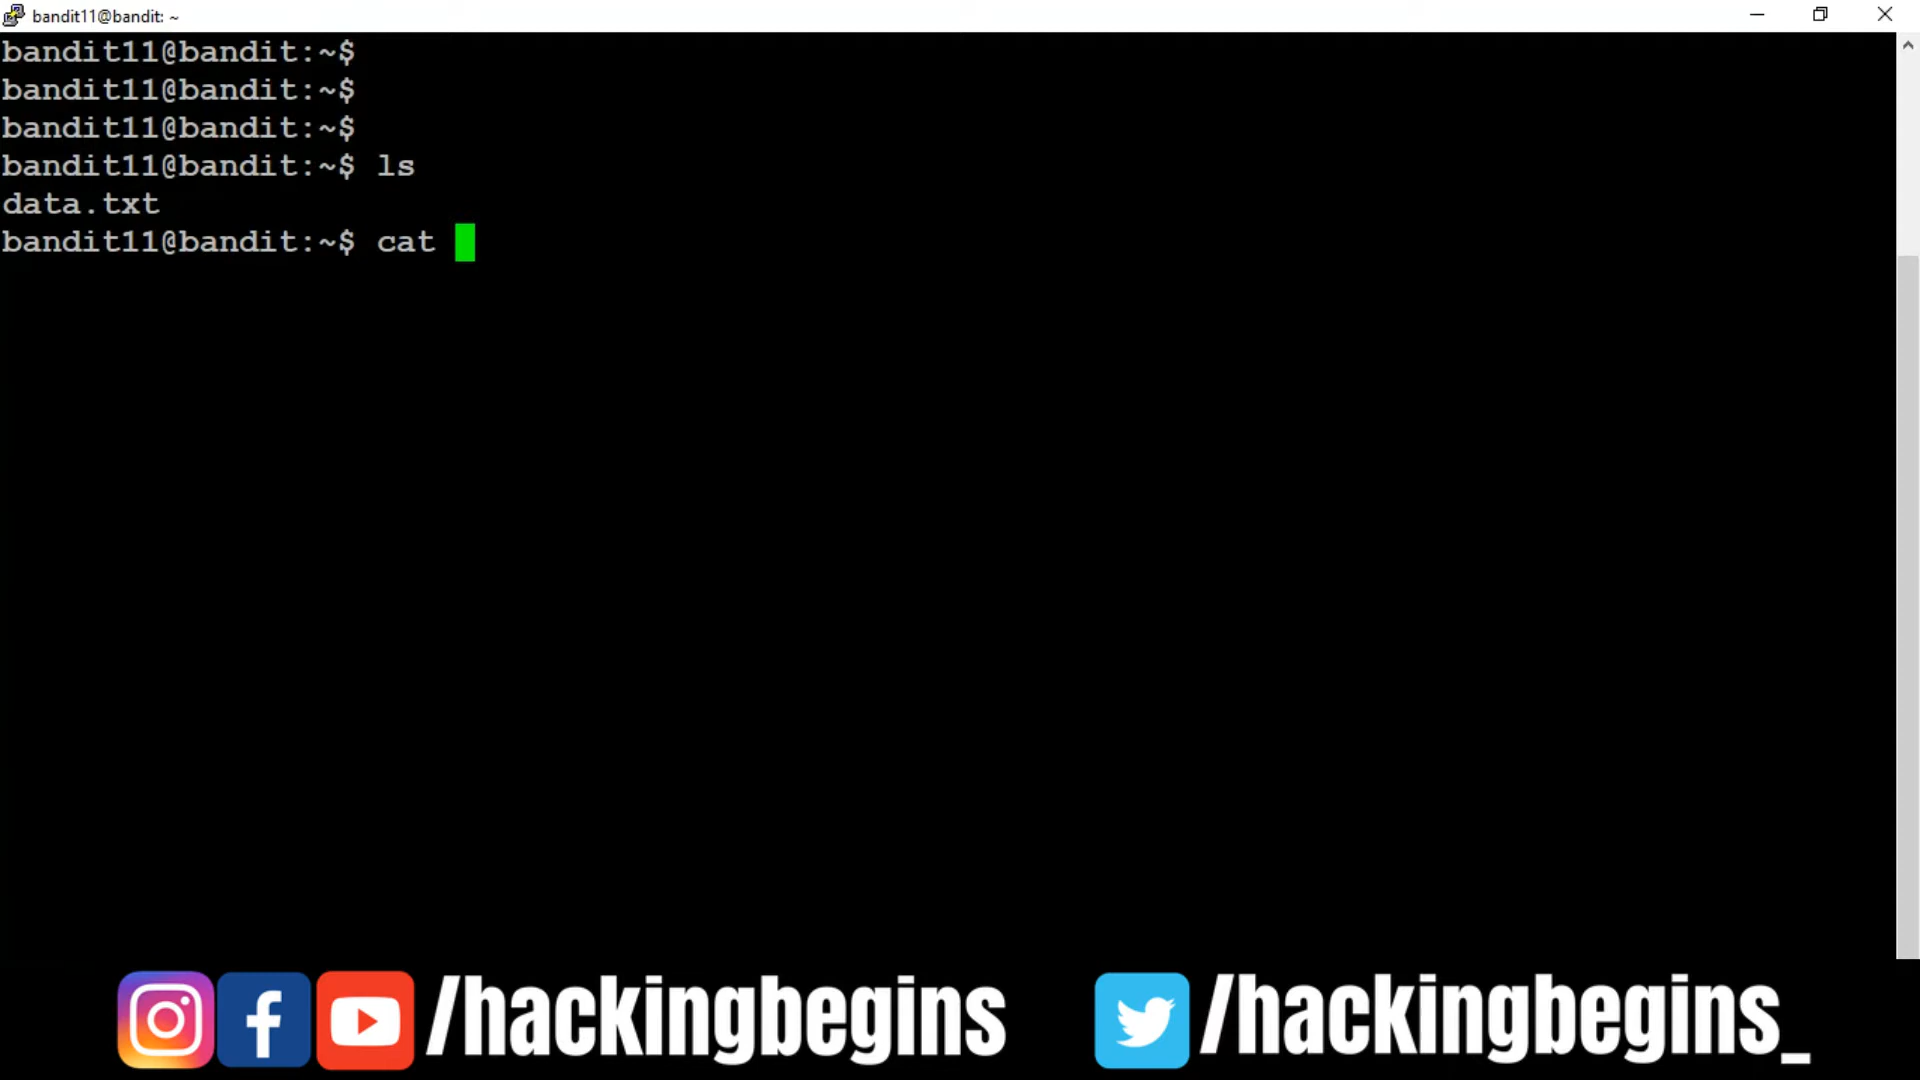 bandit11@bandit: ~
bandit11@bandit:~$
bandit11@bandit:~$
bandit11@bandit:~$
bandit11@bandit:~$ ls
data.txt
bandit11@bandit:~$ cat
/hackingbegins
/hackingbegins_